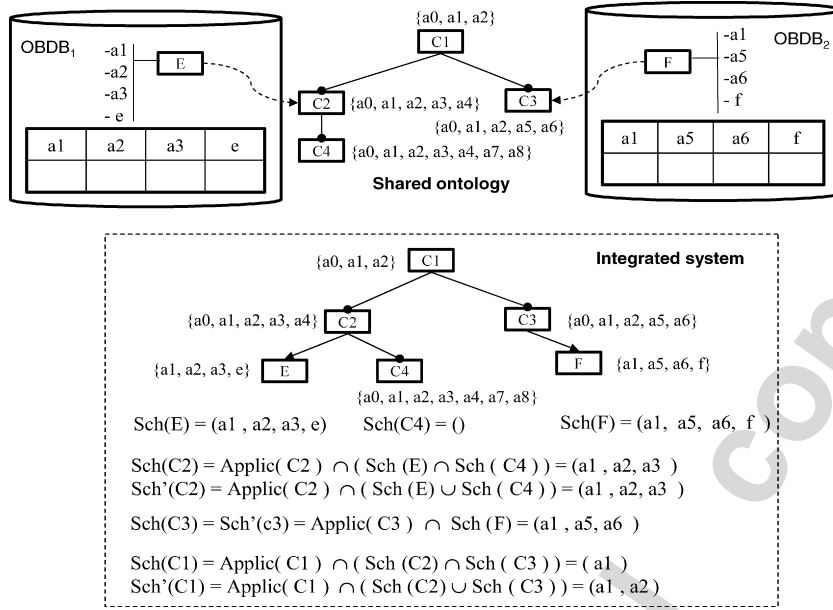 {a0, a1, a2}
C1
OBDB1
-a1
-a2
-a3
- e
E
a1 a2 a3 e
C2
{a0, a1, a2, a3, a4}
C3
{a0, a1, a2, a5, a6}
C4
{a0, a1, a2, a3, a4, a7, a8}
Shared ontology
OBDB2
F
-a1
-a5
-a6
- f
a1 a5 a6 f
Integrated system
{a0, a1, a2} C1
{a0, a1, a2, a3, a4} C2
C3 {a0, a1, a2, a5, a6}
{a1, a2, a3, e} E
C4
F {a1, a5, a6, f}
{a0, a1, a2, a3, a4, a7, a8}
Sch(E) = (a1 , a2, a3, e) Sch(C4) = () Sch(F) = (a1, a5, a6, f )
Sch(C2) = Applic( C2 ) ∩ ( Sch (E) ∩ Sch ( C4 ) ) = (a1 , a2, a3 )
Sch'(C2) = Applic( C2 ) ∩ ( Sch (E) ∪ Sch ( C4 ) ) = (a1 , a2, a3 )
Sch(C3) = Sch'(c3) = Applic( C3 ) ∩ Sch (F) = (a1 , a5, a6 )
Sch(C1) = Applic( C1 ) ∩ ( Sch (C2) ∩ Sch ( C3 ) ) = ( a1 )
Sch'(C1) = Applic( C1 ) ∩ ( Sch (C2) ∪ Sch ( C3 ) ) = (a1 , a2 )